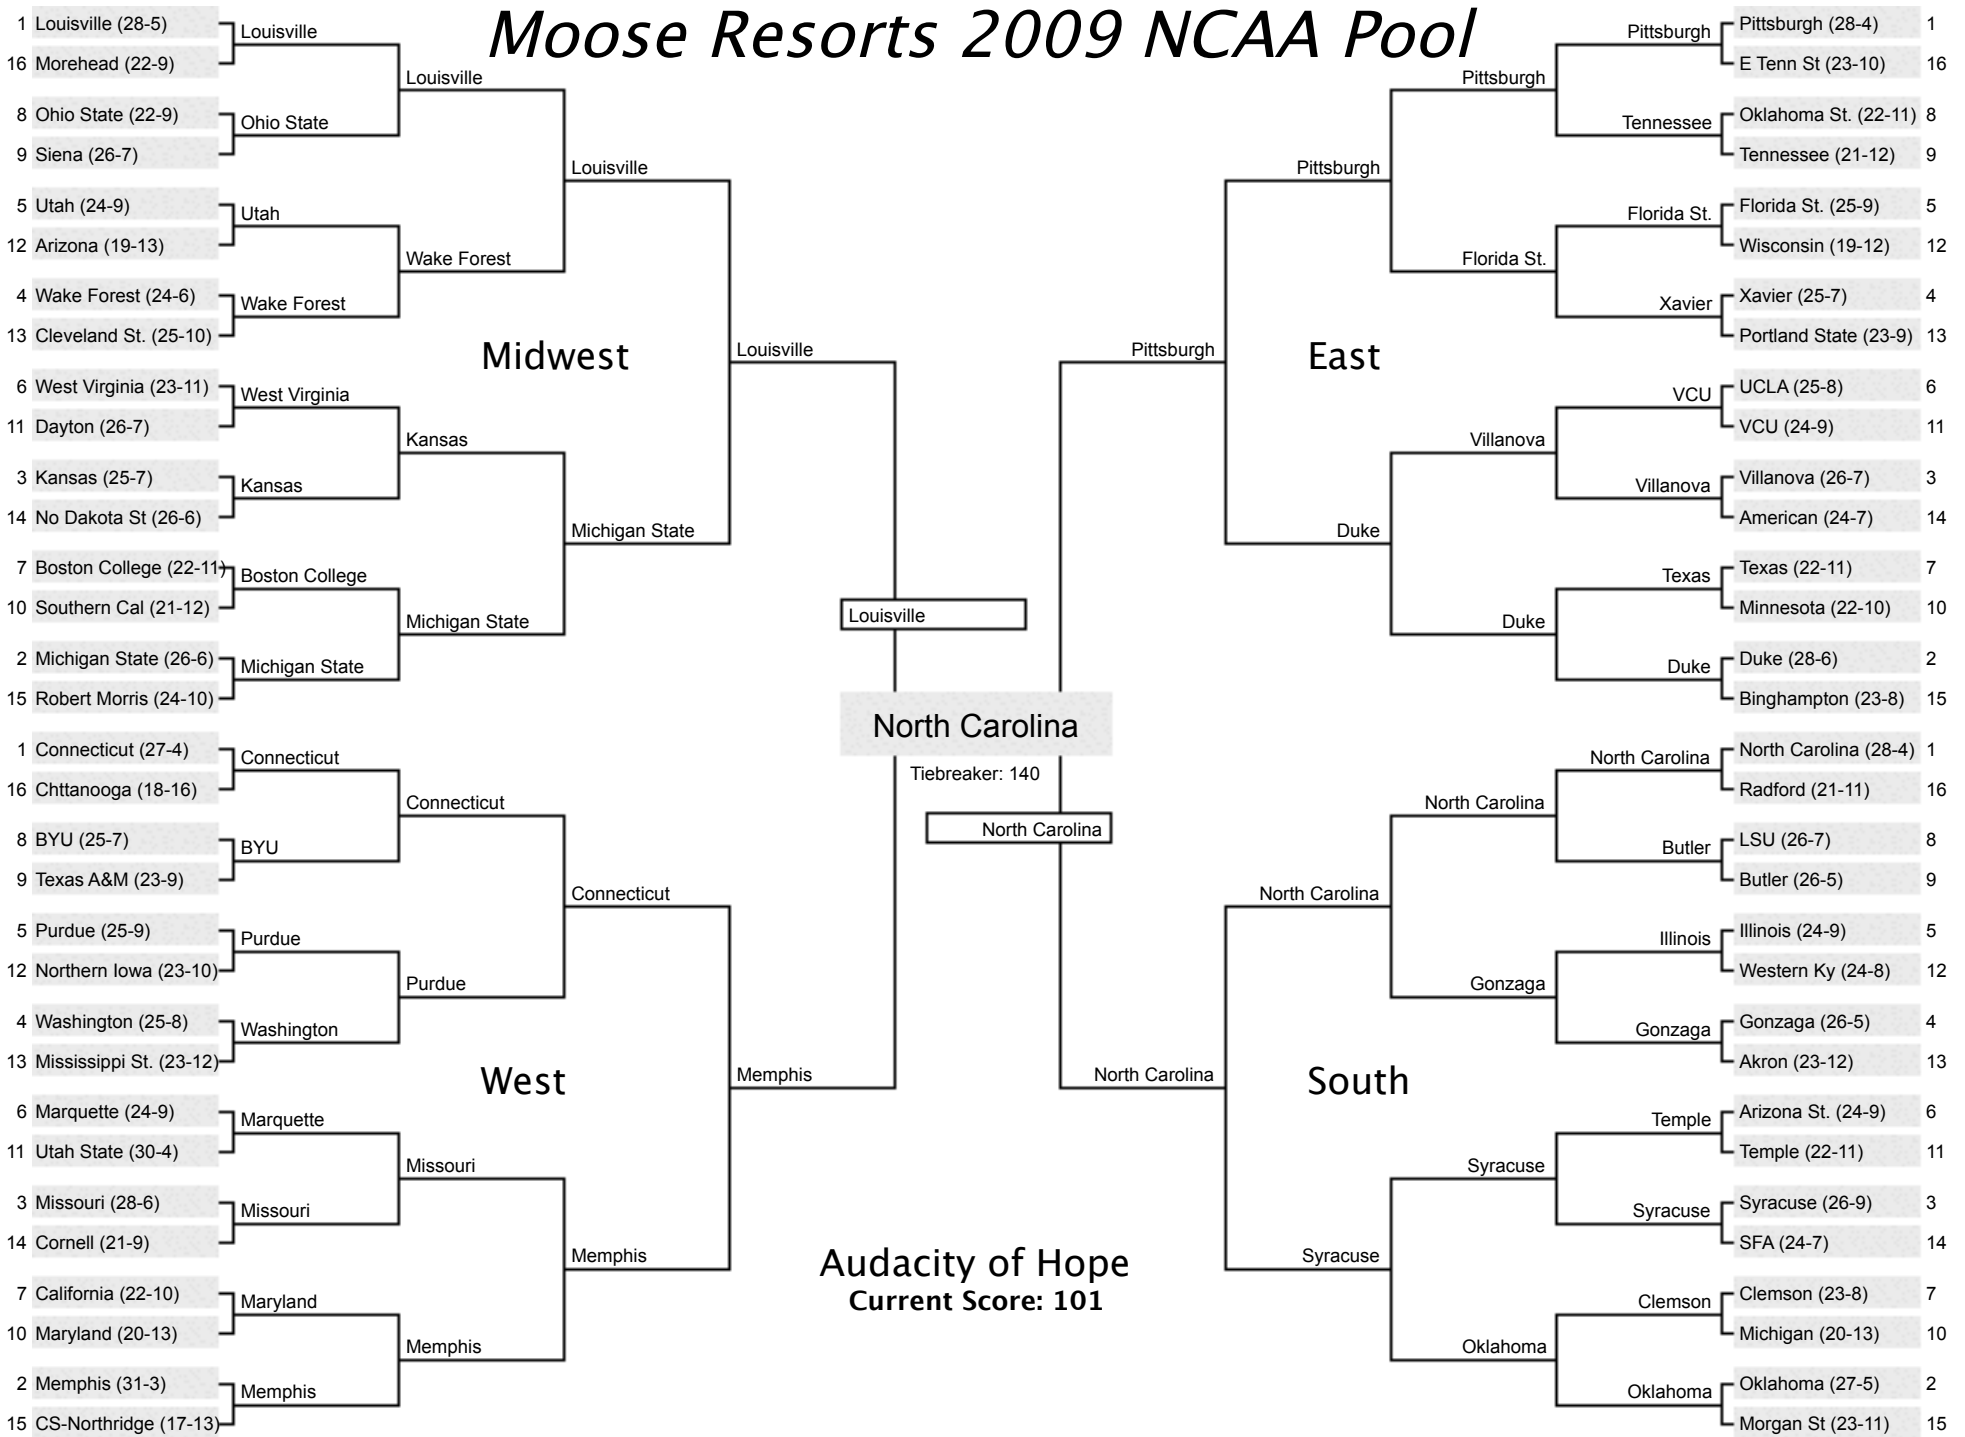 Moose Resorts 2009 NCAA Pool
1 Louisville (28-5)
16 Morehead (22-9)
8 Ohio State (22-9)
9 Siena (26-7)
5 Utah (24-9)
12 Arizona (19-13)
4 Wake Forest (24-6)
13 Cleveland St. (25-10)
6 West Virginia (23-11)
11 Dayton (26-7)
3 Kansas (25-7)
14 No Dakota St (26-6)
7 Boston College (22-11)
10 Southern Cal (21-12)
2 Michigan State (26-6)
15 Robert Morris (24-10)
Louisville
Ohio State
Utah
Wake Forest
West Virginia
Kansas
Boston College
Michigan State
Louisville
Wake Forest
Kansas
Michigan State
Louisville
Michigan State
Midwest
Louisville
1 Connecticut (27-4)
16 Chttanooga (18-16)
8 BYU (25-7)
9 Texas A&M (23-9)
5 Purdue (25-9)
12 Northern Iowa (23-10)
4 Washington (25-8)
13 Mississippi St. (23-12)
6 Marquette (24-9)
11 Utah State (30-4)
3 Missouri (28-6)
14 Cornell (21-9)
7 California (22-10)
10 Maryland (20-13)
2 Memphis (31-3)
15 CS-Northridge (17-13)
Connecticut
BYU
Purdue
Washington
Marquette
Missouri
Maryland
Memphis
Connecticut
Purdue
Missouri
Memphis
Connecticut
Memphis
West
Memphis
Louisville
North Carolina
Tiebreaker: 140
North Carolina
Audacity of Hope
Current Score: 101
Pittsburgh
East
Pittsburgh
Duke
Pittsburgh
Florida St.
Villanova
Duke
Pittsburgh
Tennessee
Florida St.
Xavier
VCU
Villanova
Texas
Duke
Pittsburgh (28-4) 1
E Tenn St (23-10) 16
Oklahoma St. (22-11) 8
Tennessee (21-12) 9
Florida St. (25-9) 5
Wisconsin (19-12) 12
Xavier (25-7) 4
Portland State (23-9) 13
UCLA (25-8) 6
VCU (24-9) 11
Villanova (26-7) 3
American (24-7) 14
Texas (22-11) 7
Minnesota (22-10) 10
Duke (28-6) 2
Binghampton (23-8) 15
North Carolina
South
North Carolina
Syracuse
North Carolina
Gonzaga
Syracuse
Oklahoma
North Carolina
Butler
Illinois
Gonzaga
Temple
Syracuse
Clemson
Oklahoma
North Carolina (28-4) 1
Radford (21-11) 16
LSU (26-7) 8
Butler (26-5) 9
Illinois (24-9) 5
Western Ky (24-8) 12
Gonzaga (26-5) 4
Akron (23-12) 13
Arizona St. (24-9) 6
Temple (22-11) 11
Syracuse (26-9) 3
SFA (24-7) 14
Clemson (23-8) 7
Michigan (20-13) 10
Oklahoma (27-5) 2
Morgan St (23-11) 15